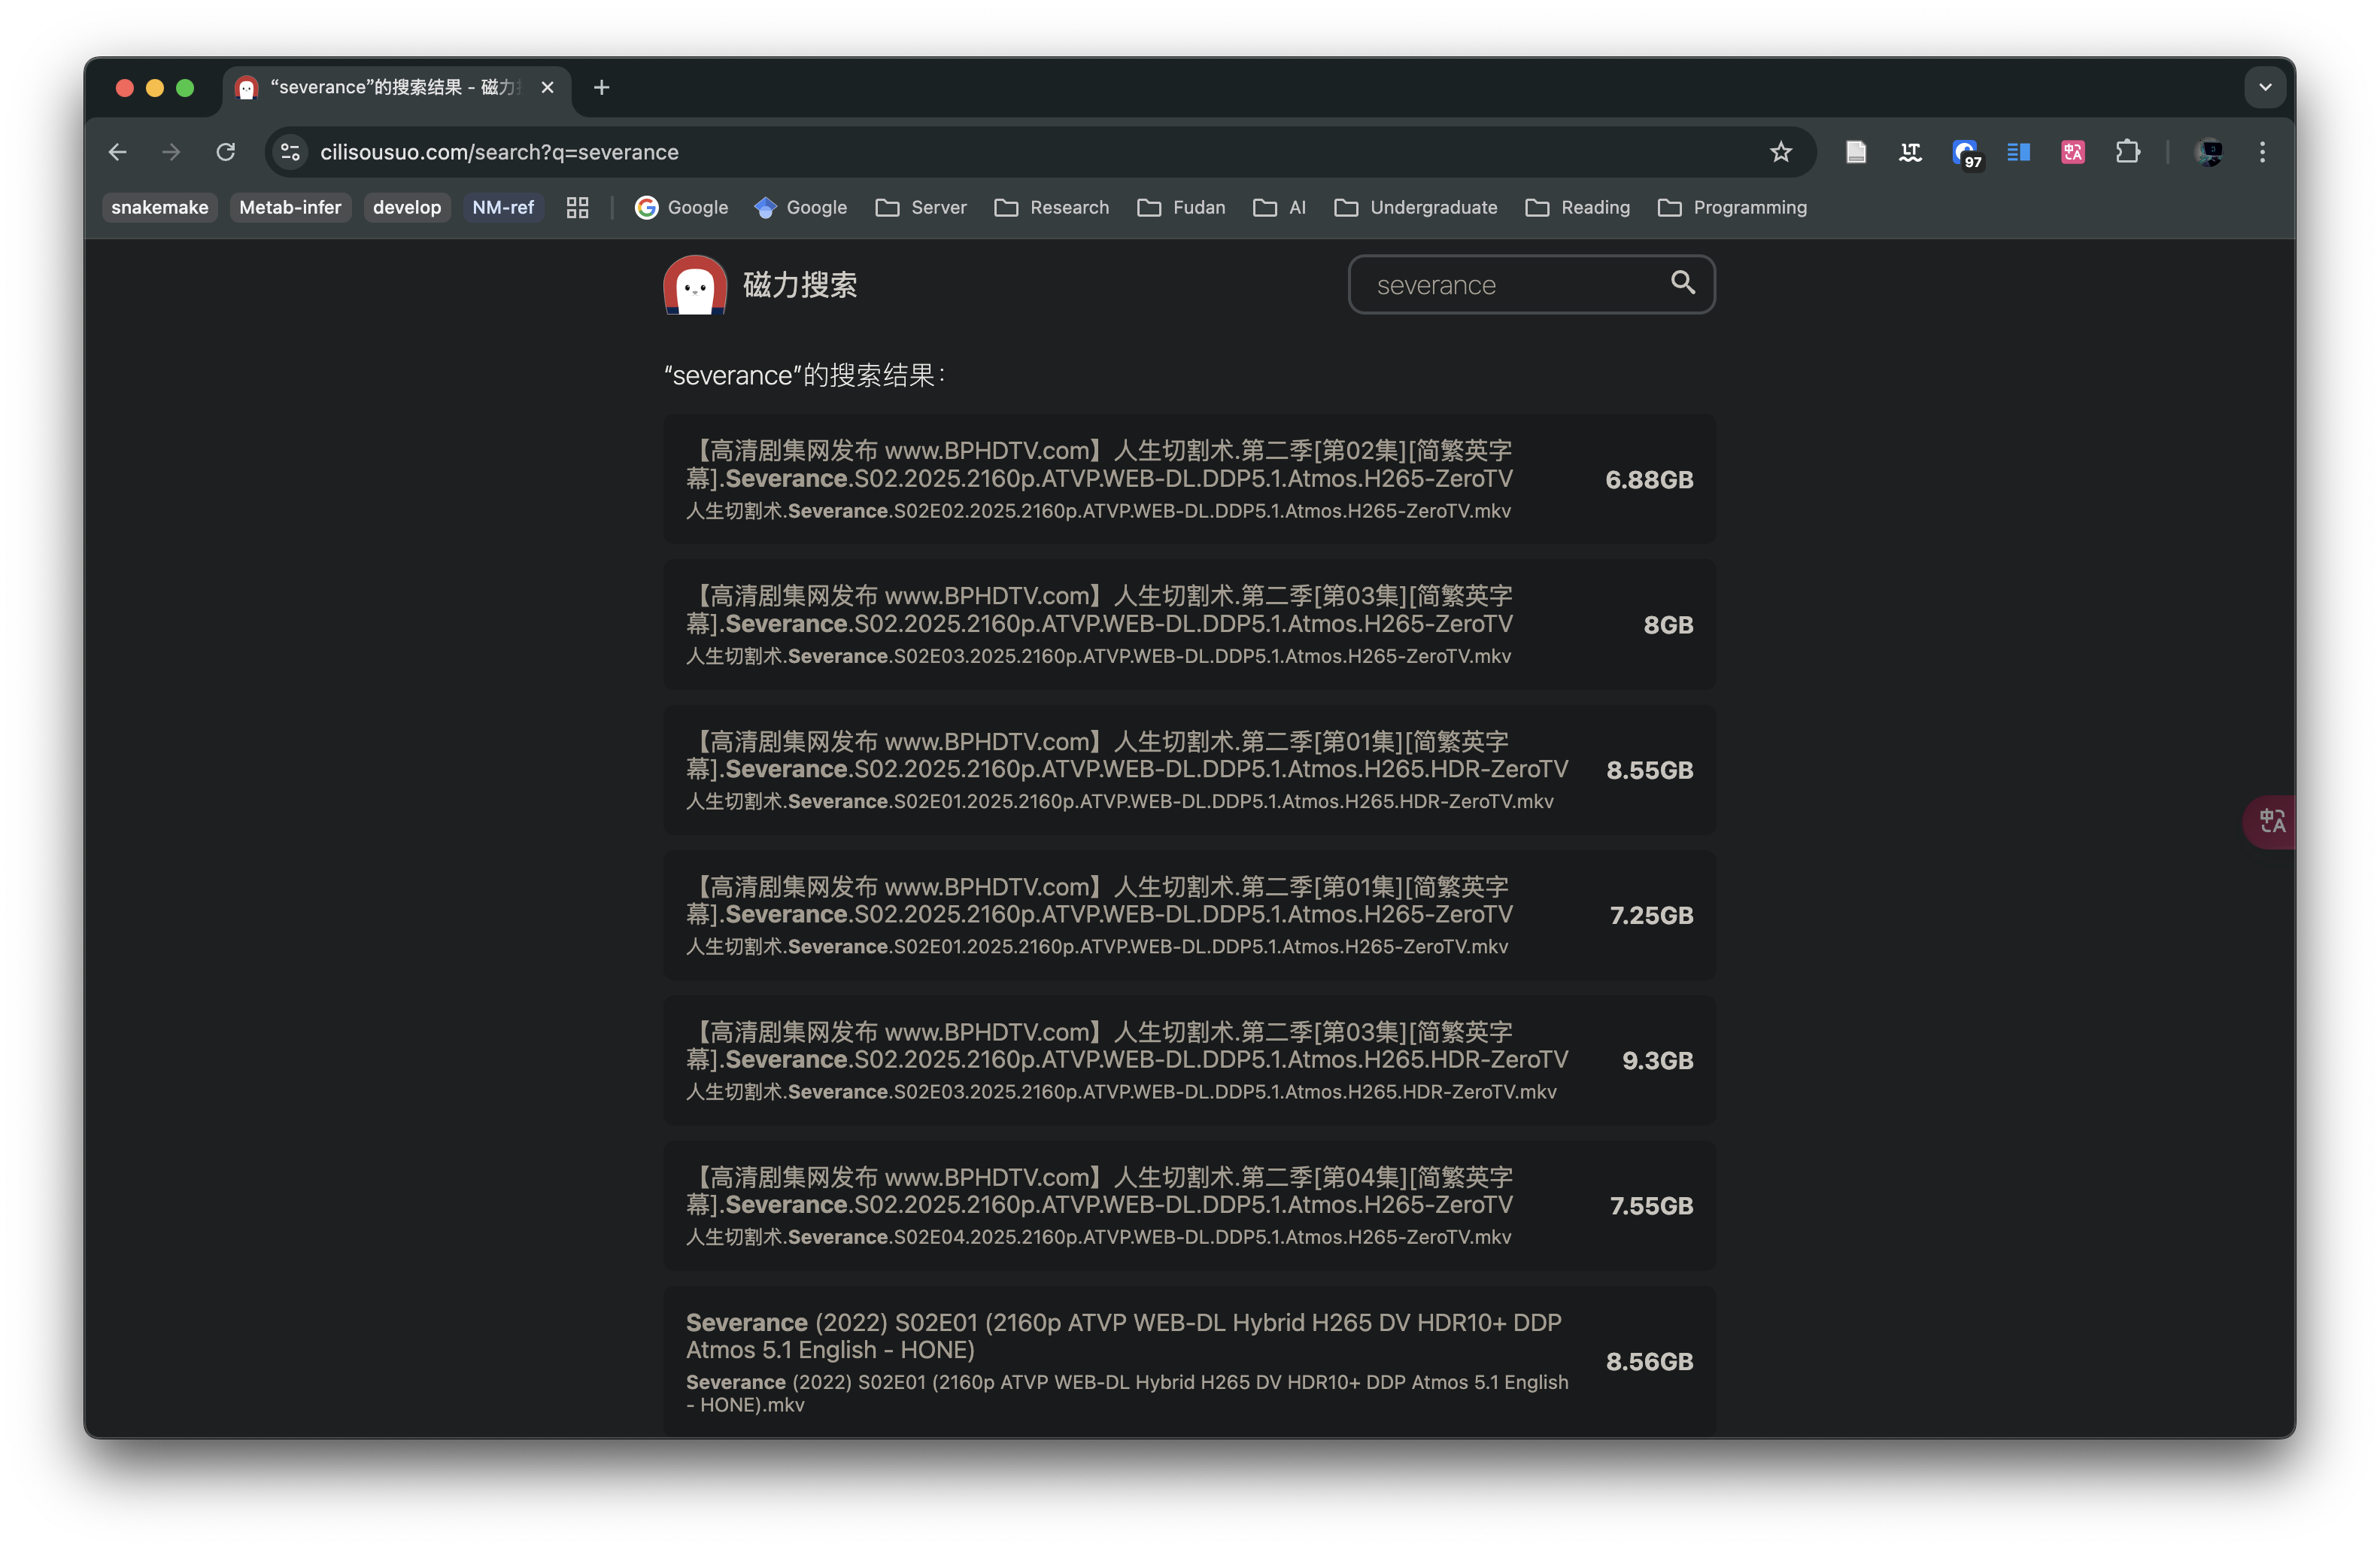 “severance”的搜索结果 - 磁力
cilisousuo.com/search?q=severance
97
snakemake Metab-infer develop NM-ref Google Google Server Research Fudan AI Undergraduate Reading Programming
磁力搜索
severance
“severance”的搜索结果：
【高清剧集网发布 www.BPHDTV.com】人生切割术.第二季[第02集][简繁英字
幕].Severance.S02.2025.2160p.ATVP.WEB-DL.DDP5.1.Atmos.H265-ZeroTV
6.88GB
人生切割术.Severance.S02E02.2025.2160p.ATVP.WEB-DL.DDP5.1.Atmos.H265-ZeroTV.mkv
【高清剧集网发布 www.BPHDTV.com】人生切割术.第二季[第03集][简繁英字
幕].Severance.S02.2025.2160p.ATVP.WEB-DL.DDP5.1.Atmos.H265-ZeroTV
8GB
人生切割术.Severance.S02E03.2025.2160p.ATVP.WEB-DL.DDP5.1.Atmos.H265-ZeroTV.mkv
【高清剧集网发布 www.BPHDTV.com】人生切割术.第二季[第01集][简繁英字
幕].Severance.S02.2025.2160p.ATVP.WEB-DL.DDP5.1.Atmos.H265.HDR-ZeroTV
8.55GB
人生切割术.Severance.S02E01.2025.2160p.ATVP.WEB-DL.DDP5.1.Atmos.H265.HDR-ZeroTV.mkv
【高清剧集网发布 www.BPHDTV.com】人生切割术.第二季[第01集][简繁英字
幕].Severance.S02.2025.2160p.ATVP.WEB-DL.DDP5.1.Atmos.H265-ZeroTV
7.25GB
人生切割术.Severance.S02E01.2025.2160p.ATVP.WEB-DL.DDP5.1.Atmos.H265-ZeroTV.mkv
【高清剧集网发布 www.BPHDTV.com】人生切割术.第二季[第03集][简繁英字
幕].Severance.S02.2025.2160p.ATVP.WEB-DL.DDP5.1.Atmos.H265.HDR-ZeroTV
9.3GB
人生切割术.Severance.S02E03.2025.2160p.ATVP.WEB-DL.DDP5.1.Atmos.H265.HDR-ZeroTV.mkv
【高清剧集网发布 www.BPHDTV.com】人生切割术.第二季[第04集][简繁英字
幕].Severance.S02.2025.2160p.ATVP.WEB-DL.DDP5.1.Atmos.H265-ZeroTV
7.55GB
人生切割术.Severance.S02E04.2025.2160p.ATVP.WEB-DL.DDP5.1.Atmos.H265-ZeroTV.mkv
Severance (2022) S02E01 (2160p ATVP WEB-DL Hybrid H265 DV HDR10+ DDP
Atmos 5.1 English - HONE)
8.56GB
Severance (2022) S02E01 (2160p ATVP WEB-DL Hybrid H265 DV HDR10+ DDP Atmos 5.1 English
- HONE).mkv